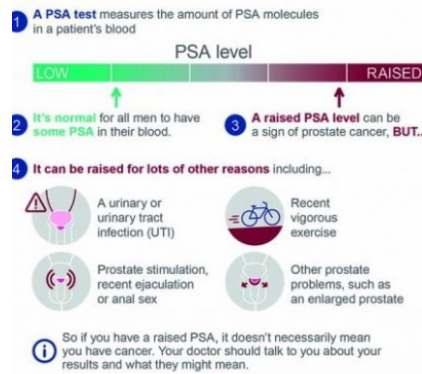 1 A PSA test measures the amount of PSA molecules
in a patient's blood
PSA level
LOW RAISED
2 It's normal for all men to have
some PSA in their blood.
3 A raised PSA level can be
a sign of prostate cancer, BUT..
4 It can be raised for lots of other reasons including...
A urinary or
urinary tract
infection (UTI)
Recent
vigorous
exercise
Prostate stimulation,
recent ejaculation
or anal sex
Other prostate
problems, such as
an enlarged prostate
i So if you have a raised PSA, it doesn't necessarily mean
you have cancer. Your doctor should talk to you about your
results and what they might mean.